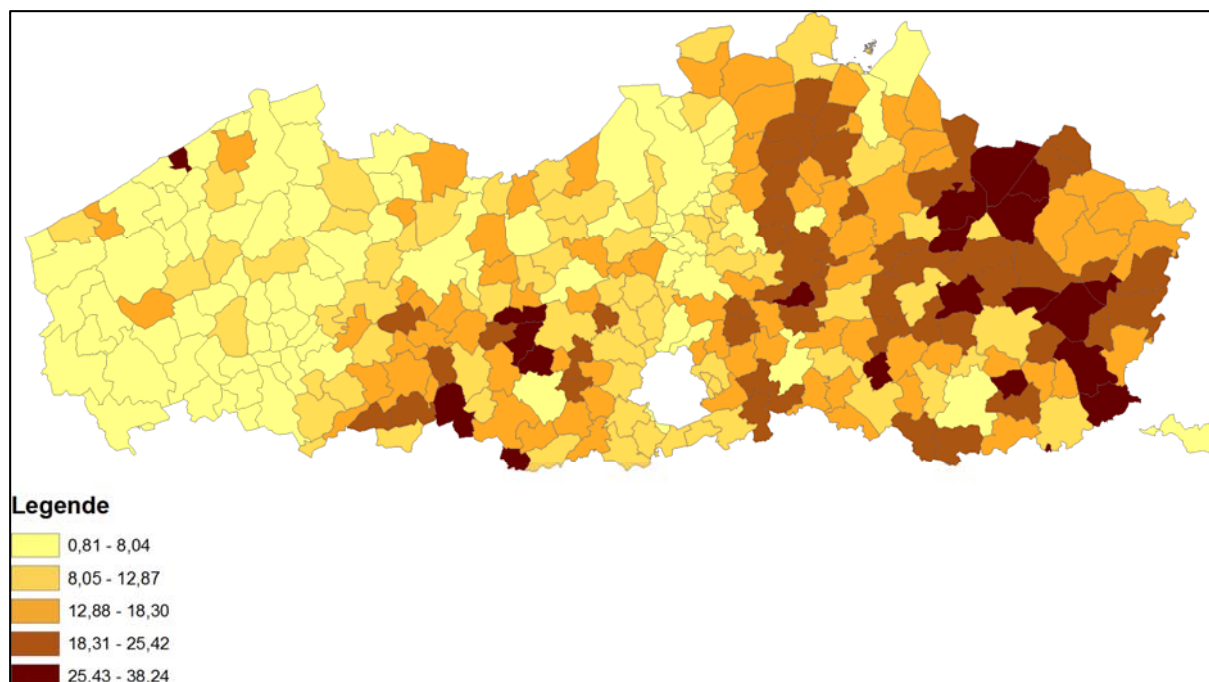 Legende
0,81 - 8,04
8,05 - 12,87
12,88 - 18,30
18,31 - 25,42
25,43 - 38,24